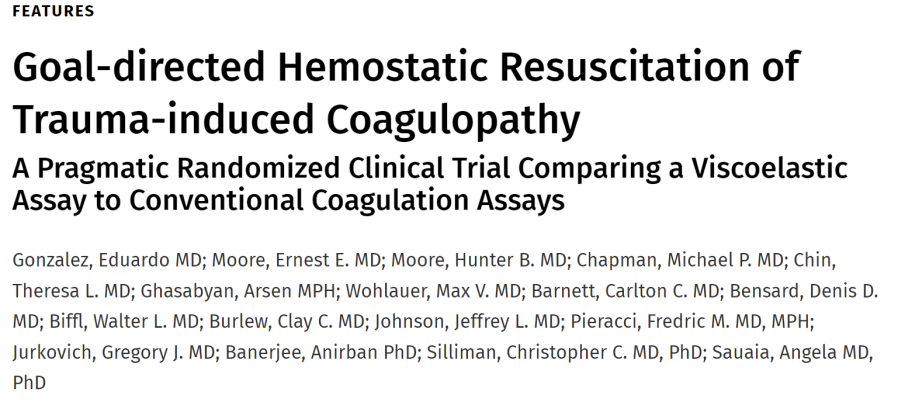 FEATURES
Goal-directed Hemostatic Resuscitation of
Trauma-induced Coagulopathy
A Pragmatic Randomized Clinical Trial Comparing a Viscoelastic
Assay to Conventional Coagulation Assays
Gonzalez, Eduardo MD; Moore, Ernest E. MD; Moore, Hunter B. MD; Chapman, Michael P. MD; Chin,
Theresa L. MD; Ghasabyan, Arsen MPH; Wohlauer, Max V. MD; Barnett, Carlton C. MD; Bensard, Denis D.
MD; Biffl, Walter L. MD; Burlew, Clay C. MD; Johnson, Jeffrey L. MD; Pieracci, Fredric M. MD, MPH;
Jurkovich, Gregory J. MD; Banerjee, Anirban PhD; Silliman, Christopher C. MD, PhD; Sauaia, Angela MD,
PhD